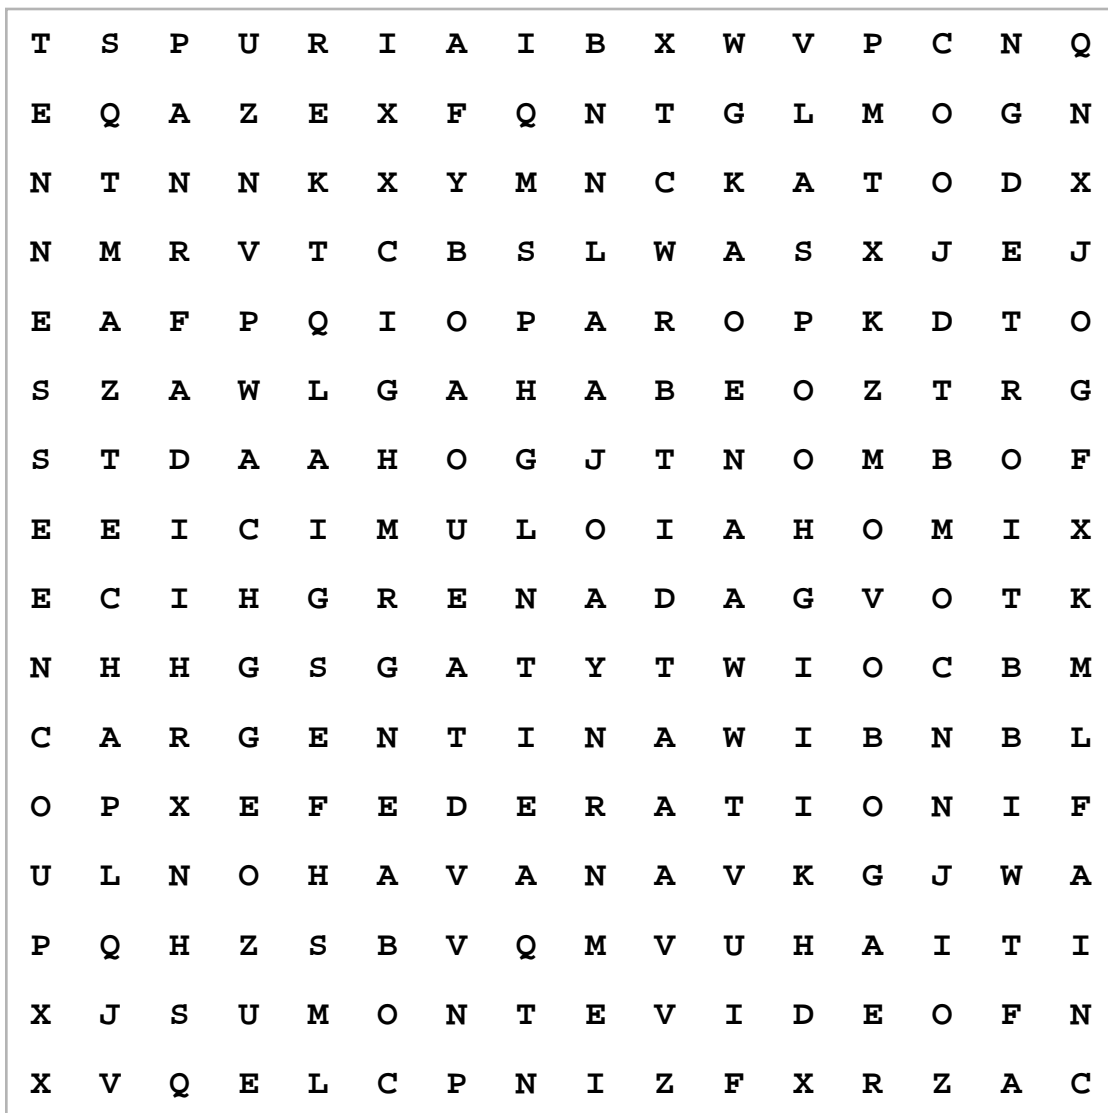 T S P U R I A I B X W V P C N Q
E Q A Z E X F Q N T G L M O G N
N T N N K X Y M N C K A T O D X
N M R V T C B S L W A S X J E J
E A F P Q I O P A R O P K D T O
S Z A W L G A H A B E O Z T R G
S T D A A H O G J T N O M B O F
E E I C I M U L O I A H O M I X
E C I H G R E N A D A G V O T K
N H H G S G A T Y T W I O C B M
C A R G E N T I N A W I B N B L
O P X E F E D E R A T I O N I F
U L N O H A V A N A V K G J W A
P Q H Z S B V Q M V U H A I T I
X J S U M O N T E V I D E O F N
X V Q E L C P N I Z F X R Z A C